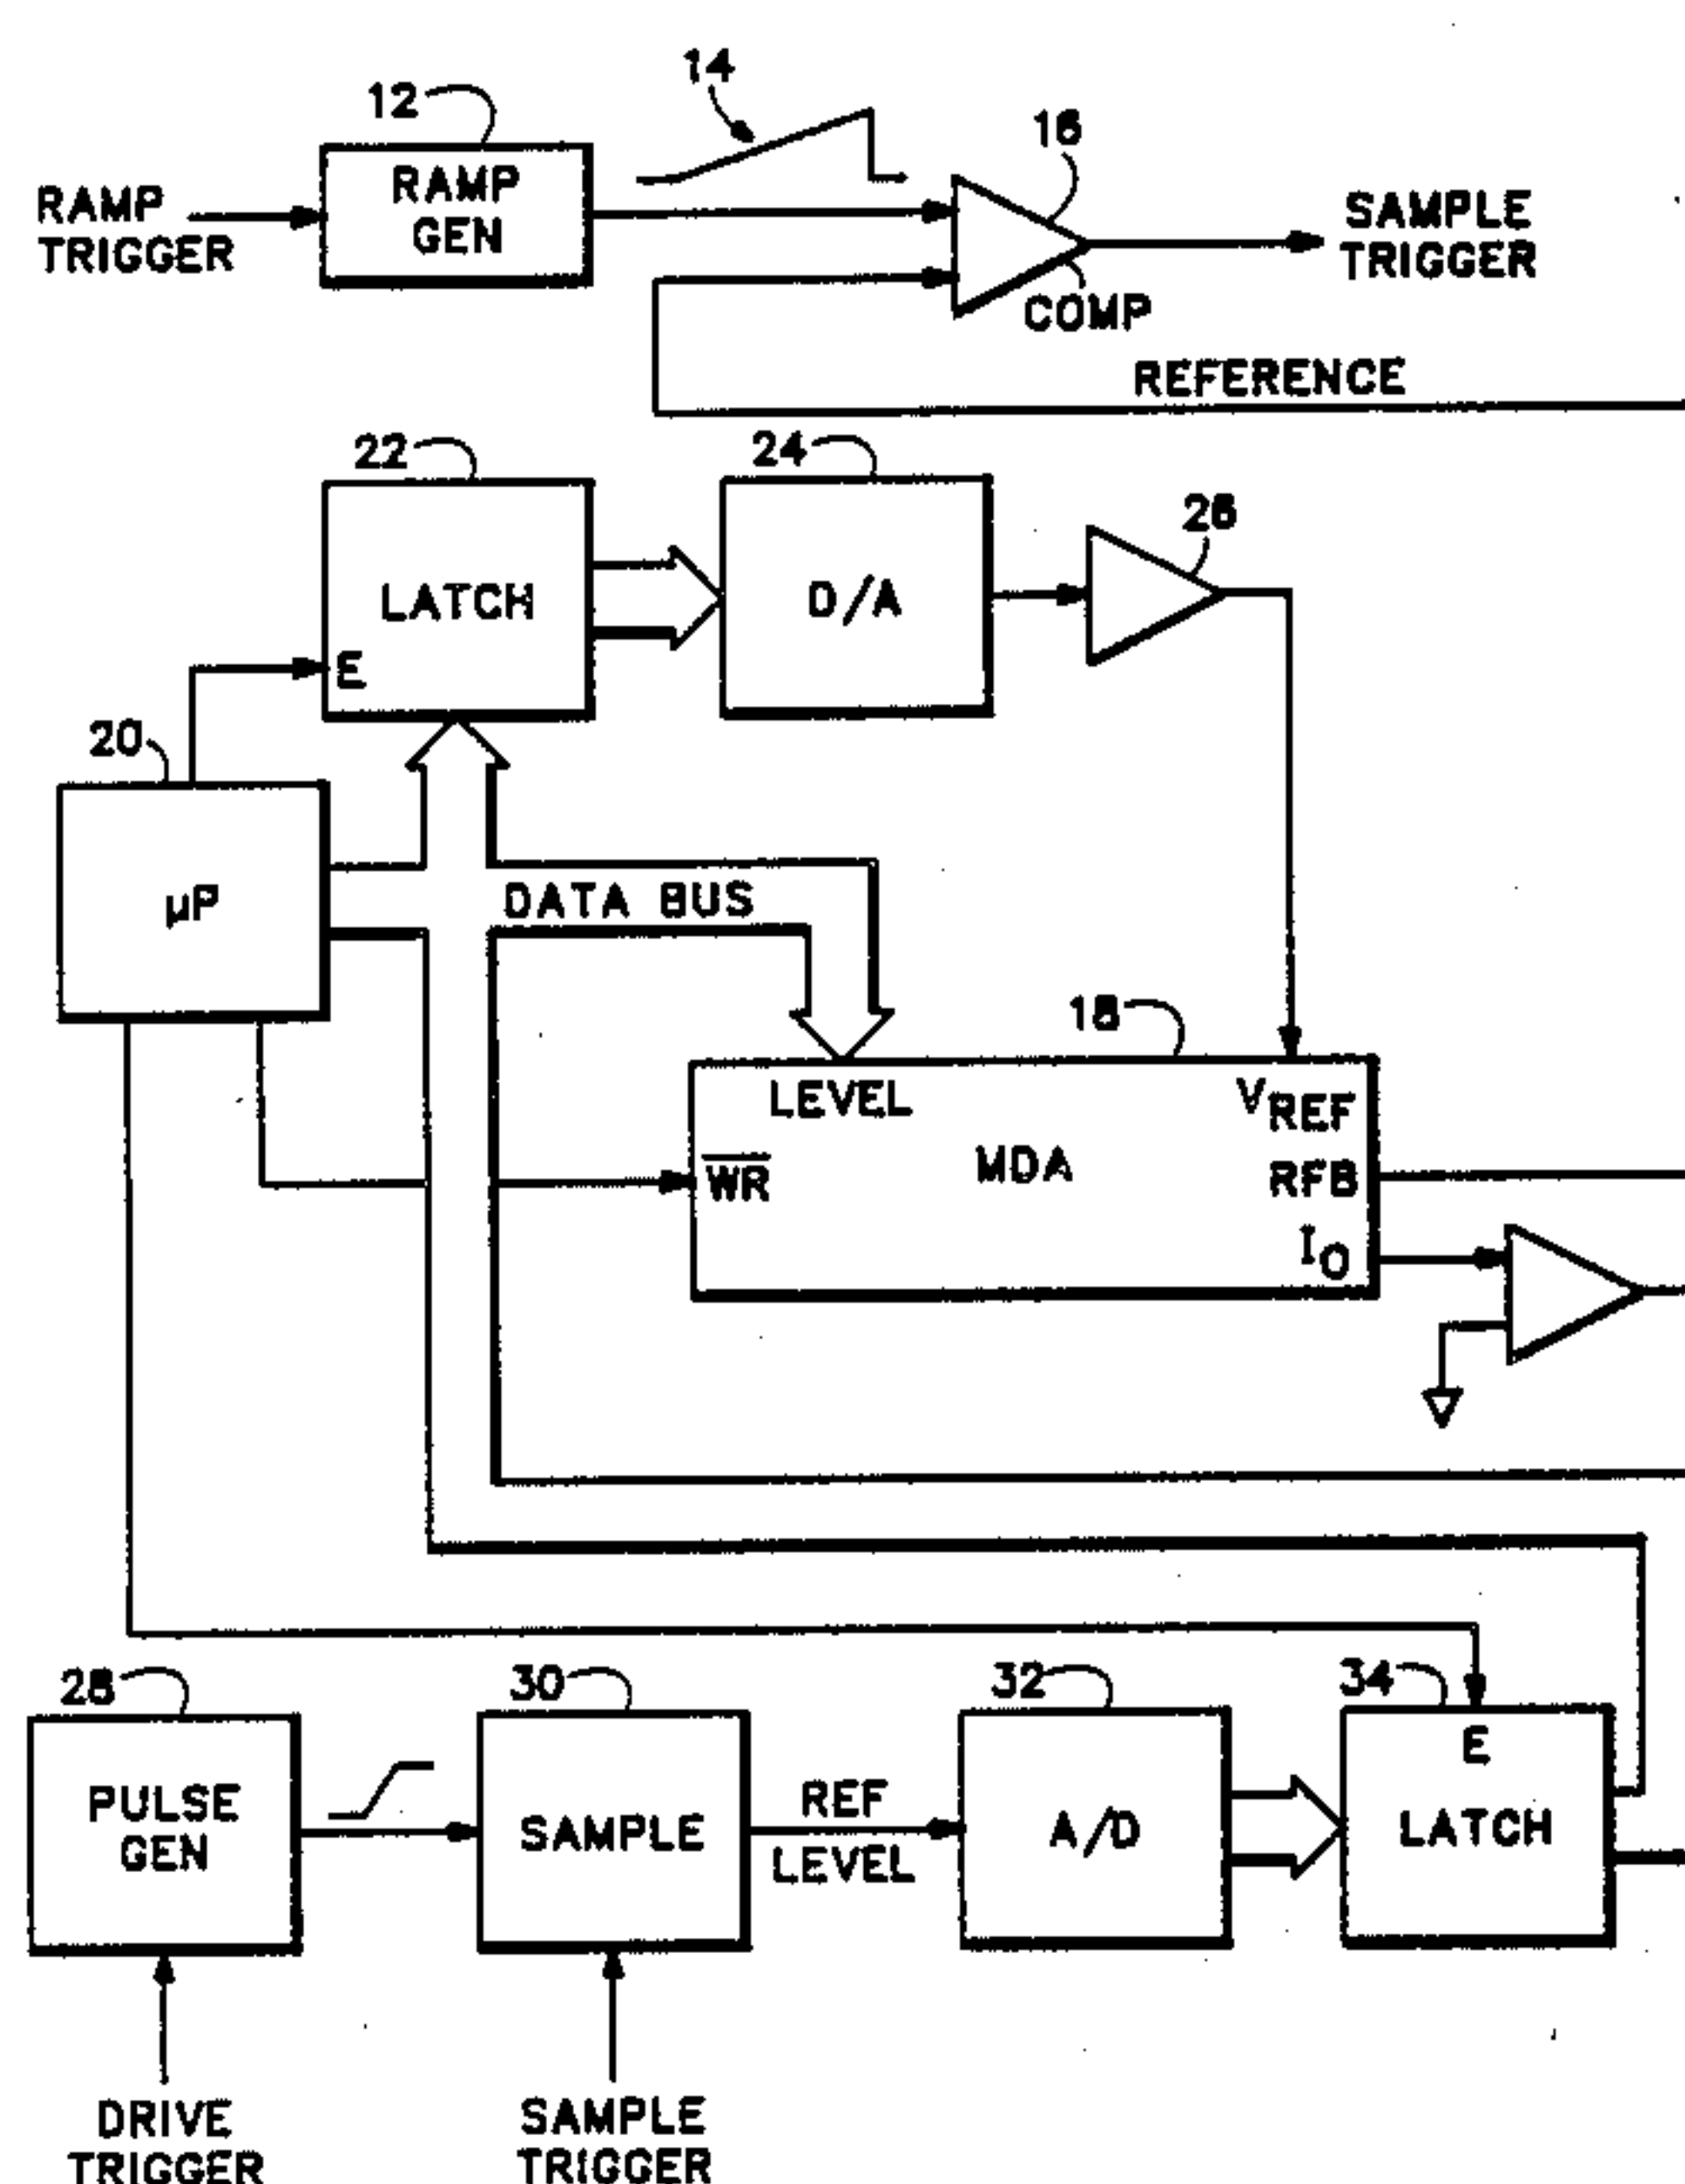 14
12
16
RAMP
TRIGGER
RAMP
GEN
SAMPLE
TRIGGER
COMP
REFERENCE
22
24
26
LATCH
D/A
E
20
µP
DATA BUS
18
LEVEL
VREF
WR
MDA
RFB
IO
28
30
32
34
E
PULSE
GEN
SAMPLE
REF
LEVEL
A/D
LATCH
DRIVE
TRIGGER
SAMPLE
TRIGGER